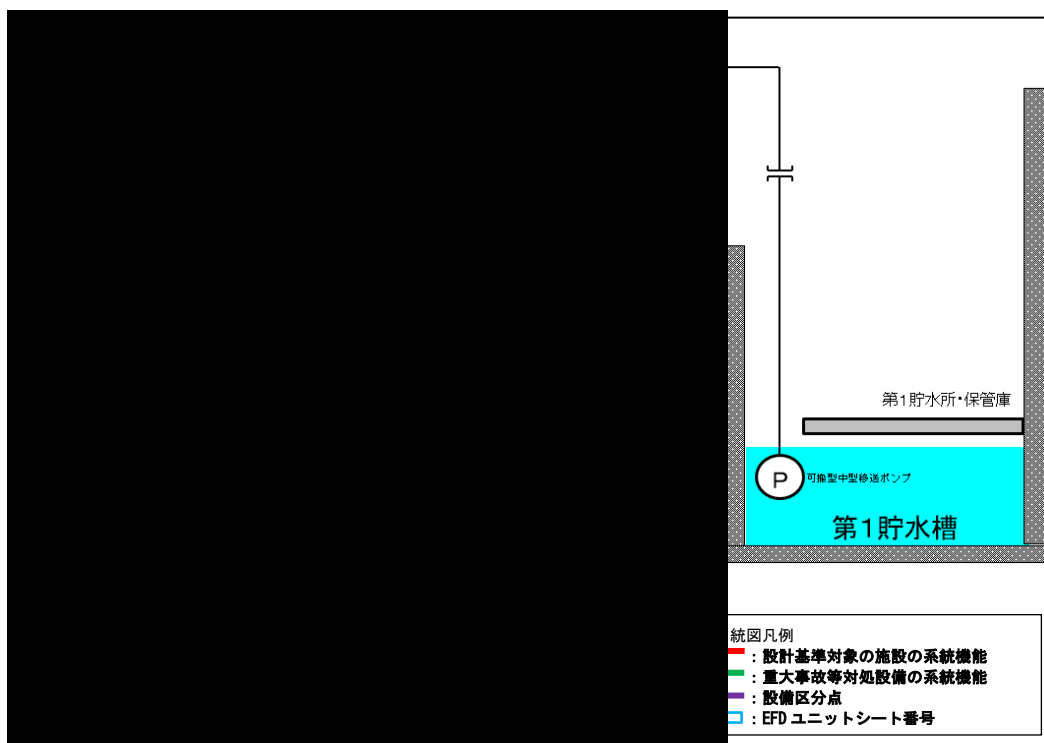 第1貯水所・保管庫
P
可搬型中型移送ポンプ
第1貯水槽
統図凡例
：設計基準対象の施設の系統機能
：重大事故等対処設備の系統機能
：設備区分点
：EFDユニットシート番号